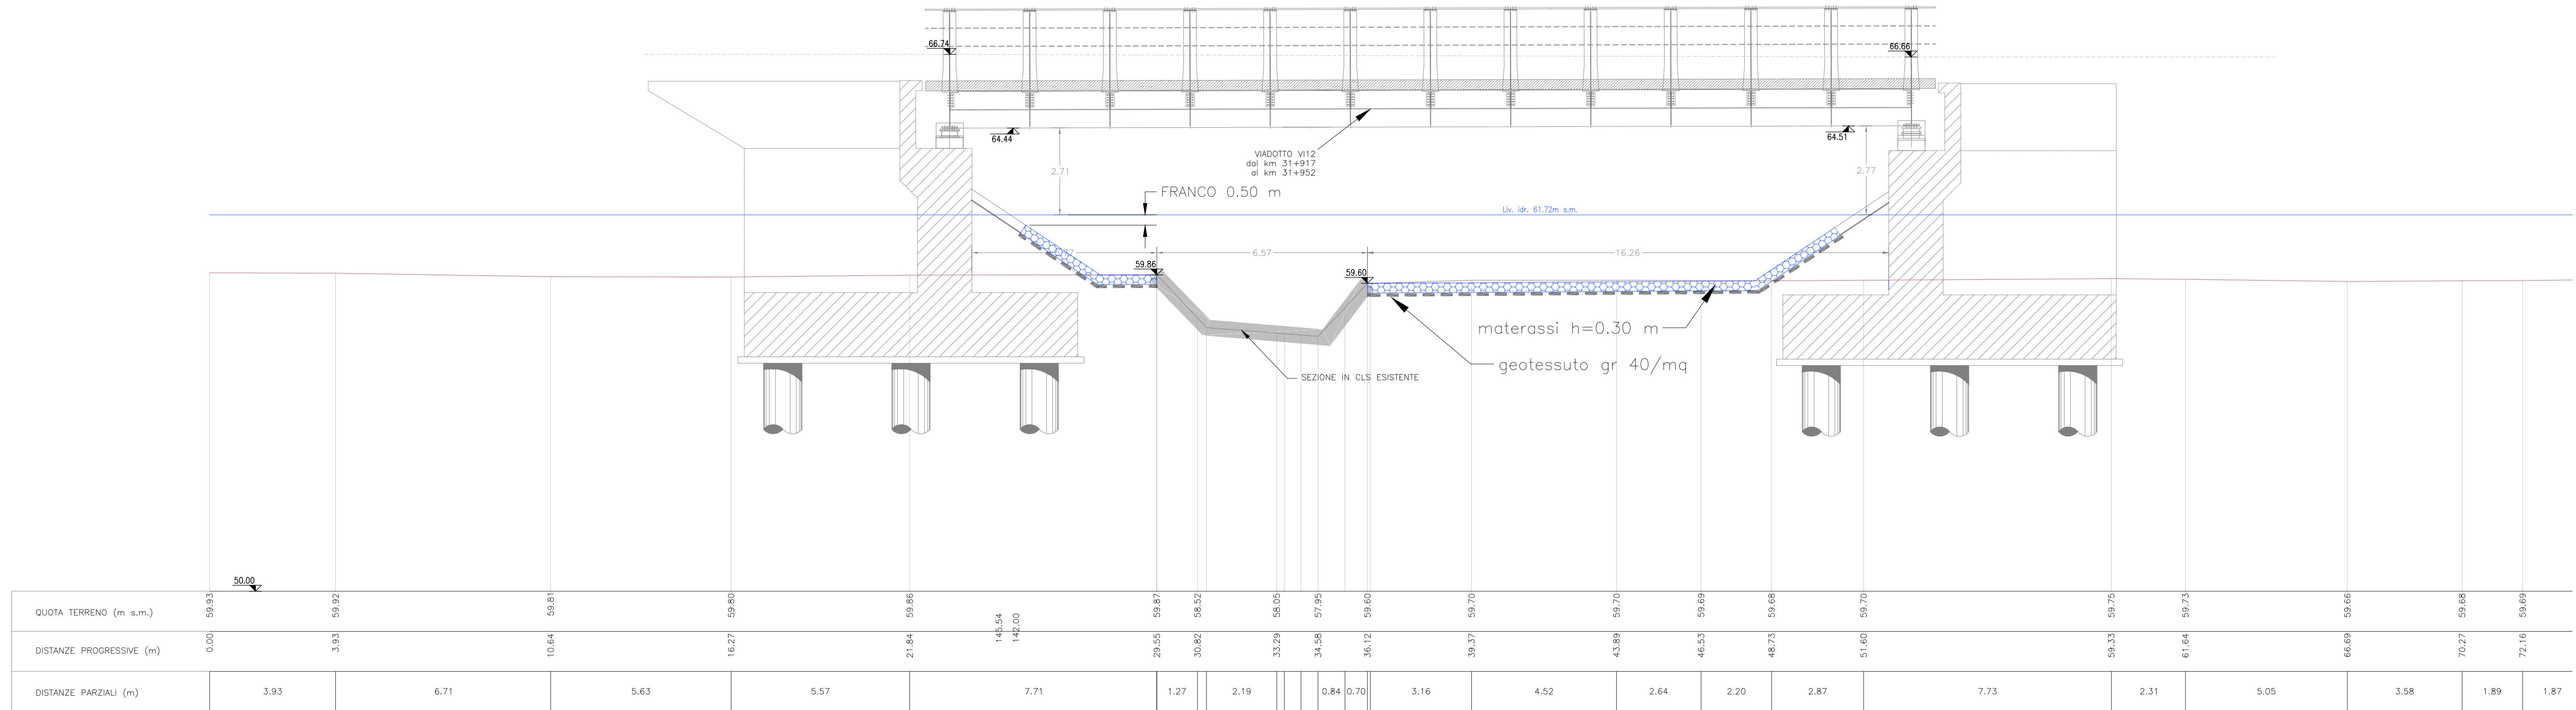 66.74
66.66
64.44
64.51
VIADOTTO VI12
dal km 31+917
al km 31+952
2.71
2.77
FRANCO 0.50 m
Liv. idr. 61.72m s.m.
6.57
16.26
59.86
59.60
materassi h=0.30 m
geotessuto gr 40/mq
SEZIONE IN CLS ESISTENTE
50.00
QUOTA TERRENO (m s.m.) 59.93 59.92 59.81 59.80 59.86 59.87 58.52 58.05 57.95 59.60 59.70 59.70 59.69 59.68 59.70 59.75 59.73 59.66 59.68 59.69
145.54 142.00
DISTANZE PROGRESSIVE (m) 0.00 3.93 10.64 16.27 21.84 29.55 30.82 33.29 34.58 36.12 39.37 43.89 46.53 48.73 51.60 59.33 61.64 66.69 70.27 72.16
DISTANZE PARZIALI (m) 3.93 6.71 5.63 5.57 7.71 1.27 2.19 0.84 0.70 3.16 4.52 2.64 2.20 2.87 7.73 2.31 5.05 3.58 1.89 1.87